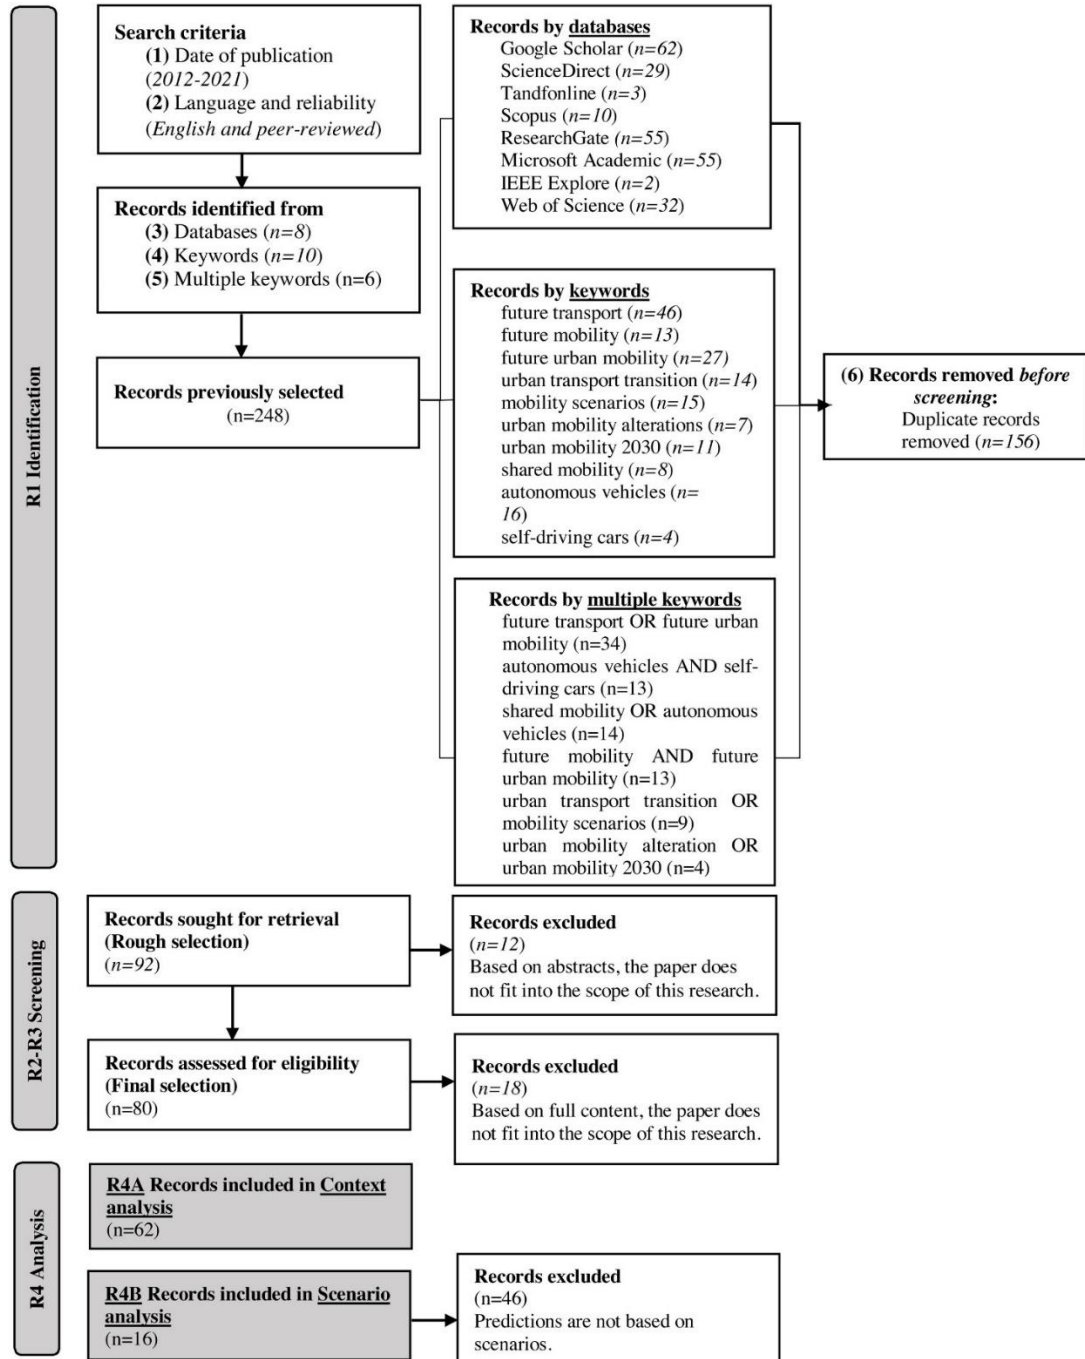 R1 Identification
Search criteria
(1) Date of publication
(2012-2021)
(2) Language and reliability
(English and peer-reviewed)
Records identified from
(3) Databases (n=8)
(4) Keywords (n=10)
(5) Multiple keywords (n=6)
Records previously selected
(n=248)
Records by databases
Google Scholar (n=62)
ScienceDirect (n=29)
Tandfonline (n=3)
Scopus (n=10)
ResearchGate (n=55)
Microsoft Academic (n=55)
IEEE Explore (n=2)
Web of Science (n=32)
Records by keywords
future transport (n=46)
future mobility (n=13)
future urban mobility (n=27)
urban transport transition (n=14)
mobility scenarios (n=15)
urban mobility alterations (n=7)
urban mobility 2030 (n=11)
shared mobility (n=8)
autonomous vehicles (n=
16)
self-driving cars (n=4)
Records by multiple keywords
future transport OR future urban
mobility (n=34)
autonomous vehicles AND self-
driving cars (n=13)
shared mobility OR autonomous
vehicles (n=14)
future mobility AND future
urban mobility (n=13)
urban transport transition OR
mobility scenarios (n=9)
urban mobility alteration OR
urban mobility 2030 (n=4)
(6) Records removed before
screening:
Duplicate records
removed (n=156)
R2-R3 Screening
Records sought for retrieval
(Rough selection)
(n=92)
Records excluded
(n=12)
Based on abstracts, the paper does
not fit into the scope of this research.
Records assessed for eligibility
(Final selection)
(n=80)
Records excluded
(n=18)
Based on full content, the paper does
not fit into the scope of this research.
R4 Analysis
R4A Records included in Context
analysis
(n=62)
R4B Records included in Scenario
analysis
(n=16)
Records excluded
(n=46)
Predictions are not based on
scenarios.